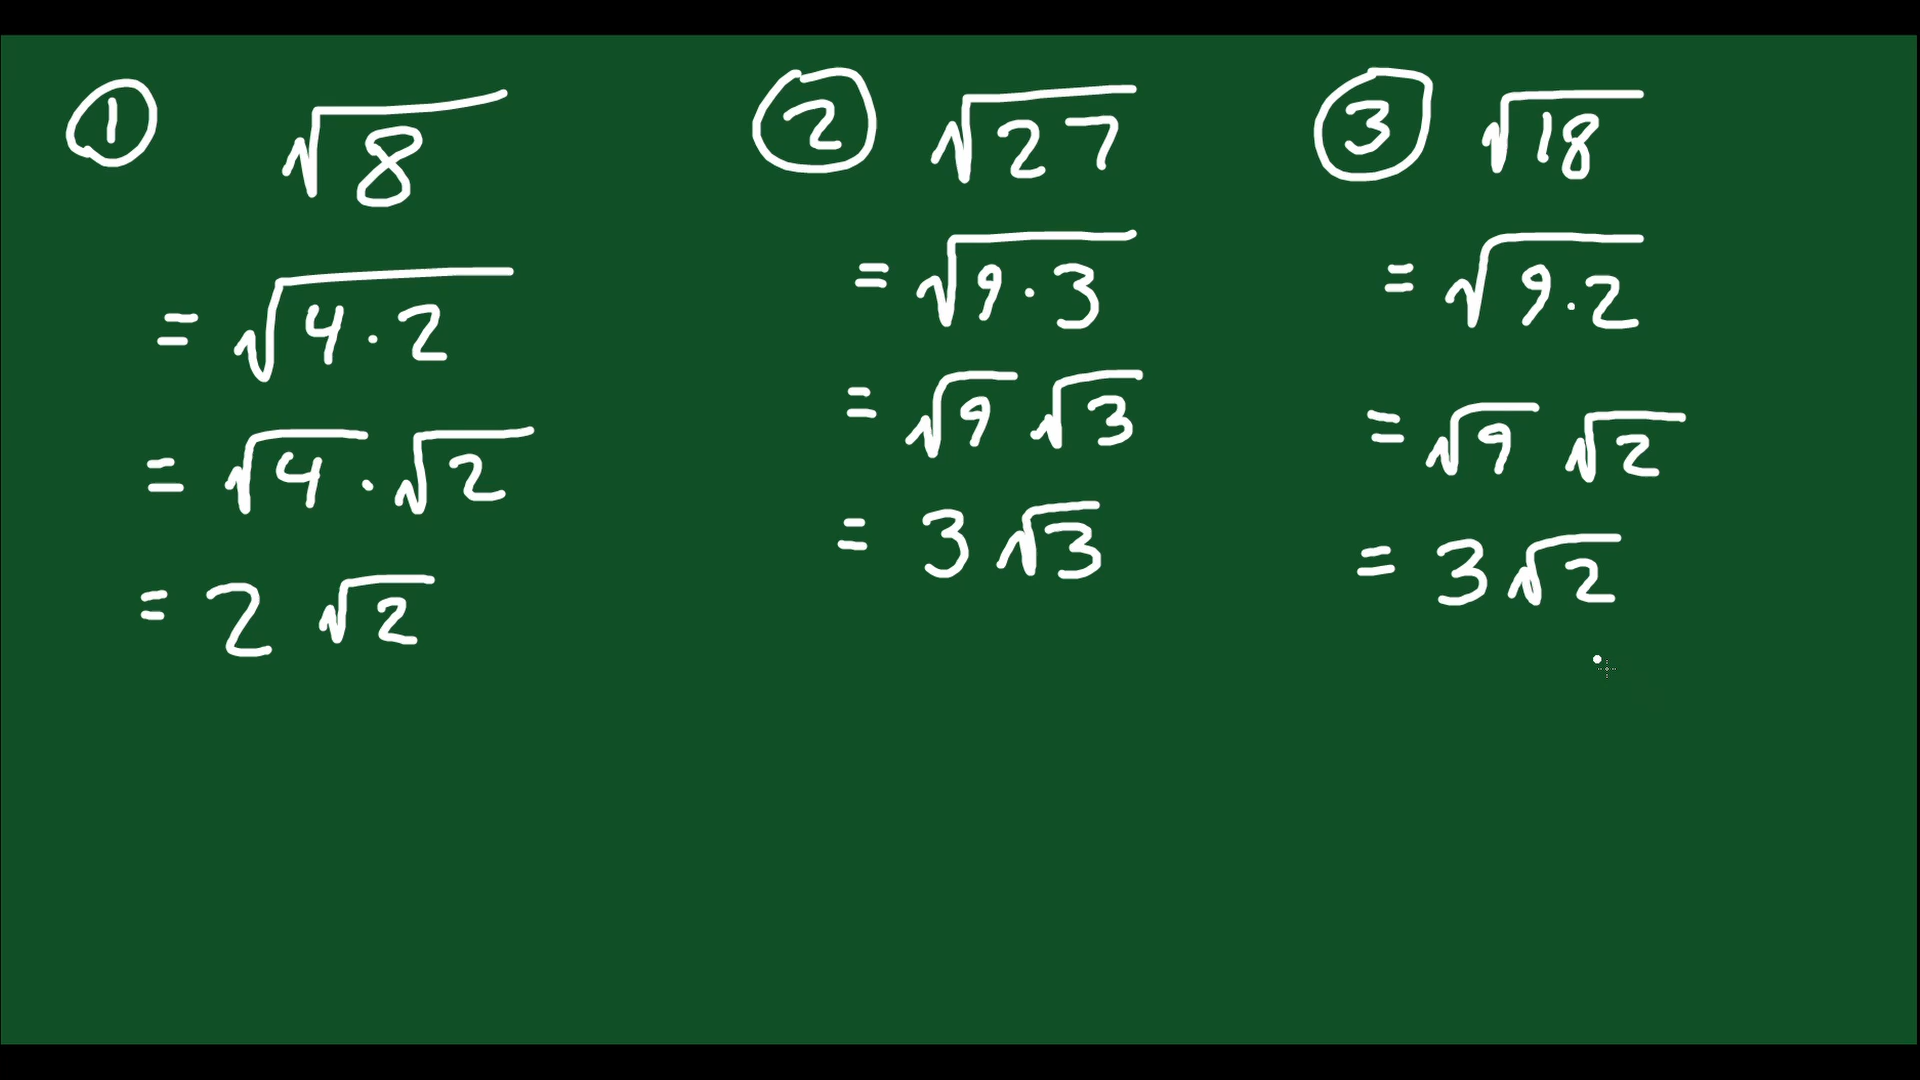 ① √8
= √4·2
= √4 · √2
= 2 √2
② √27
= √9·3
= √9 √3
= 3 √3
③ √18
= √9·2
= √9 √2
= 3 √2